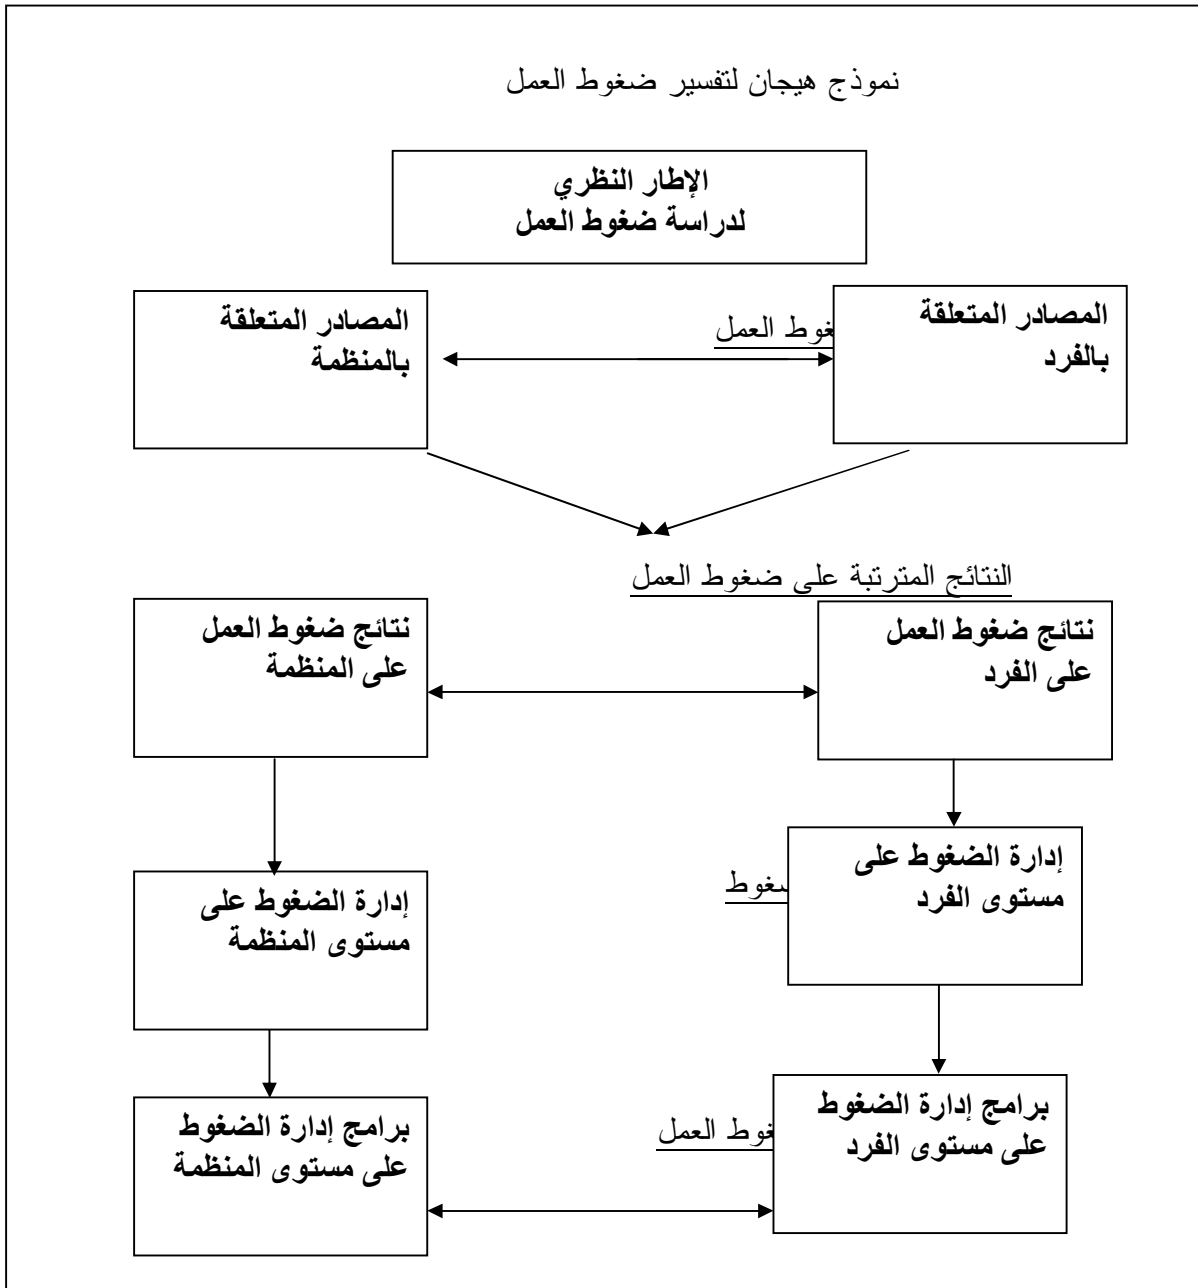 نموذج هيجان لتفسير ضغوط العمل
الإطار النظري
لدراسة ضغوط العمل
المصادر المتعلقة
بالفرد
العمل
المصادر المتعلقة
بالمنظمة
النتائج المترتبة على ضغوط العمل
نتائج ضغوط العمل
على الفرد
نتائج ضغوط العمل
على المنظمة
إدارة الضغوط على
مستوى الفرد
إدارة الضغوط على
مستوى المنظمة
برامج إدارة الضغوط
على مستوى الفرد
العمل
برامج إدارة الضغوط
على مستوى المنظمة